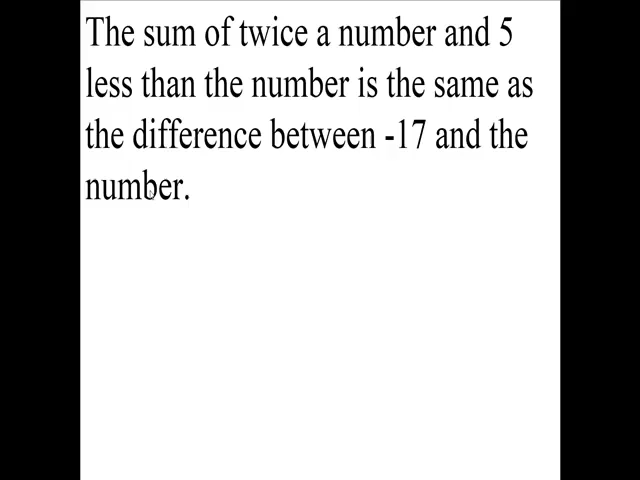 The sum of twice a number and 5
less than the number is the same as
the difference between -17 and the
number.